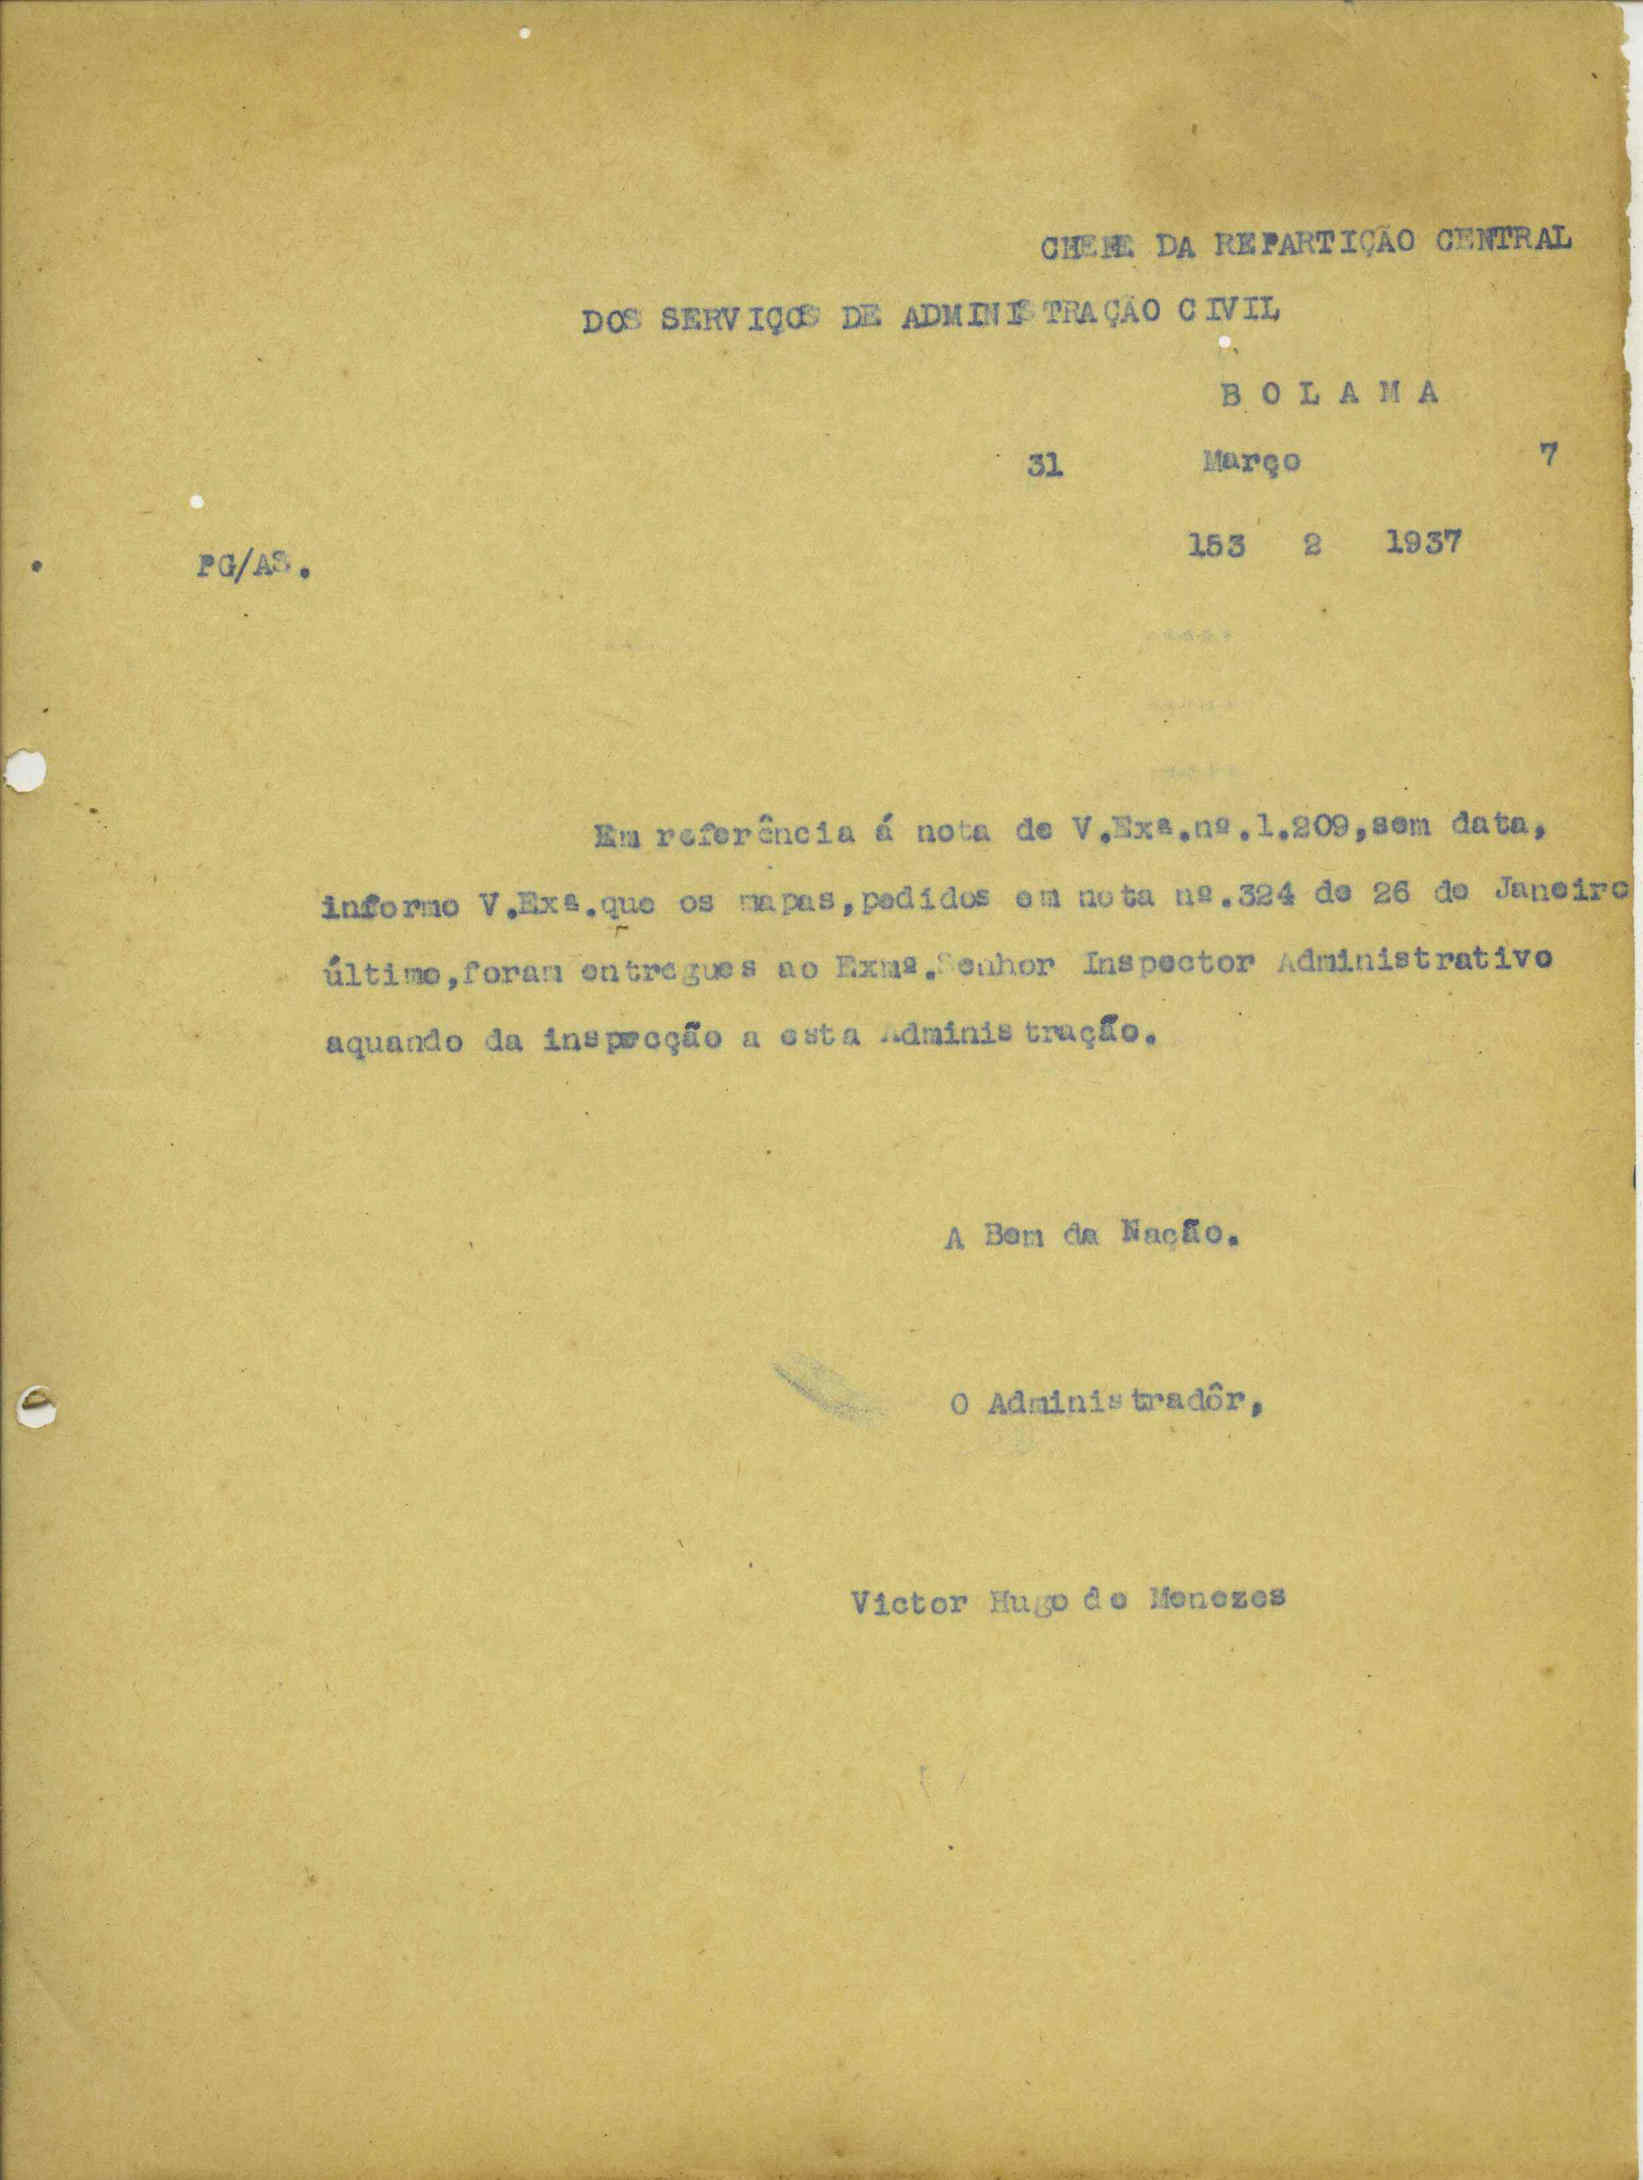 CHEFE DA REPARTIÇÃO CENTRAL
DOS SERVIÇOS DE ADMINISTRAÇÃO CIVIL
B O L A M A
31 Março 7
153 2 1937
PG/AS.
Em referência á nota de V.Exª.nº.1.209,sem data,
informo V.Exª.que os mapas,pedidos em nota nº.324 de 26 de Janeiro
último,foram entregues ao Exmº.Senhor Inspector Administrativo
aquando da inspecção a esta Administração.
A Bem da Nação.
O Administradôr,
Victor Hugo de Menezes